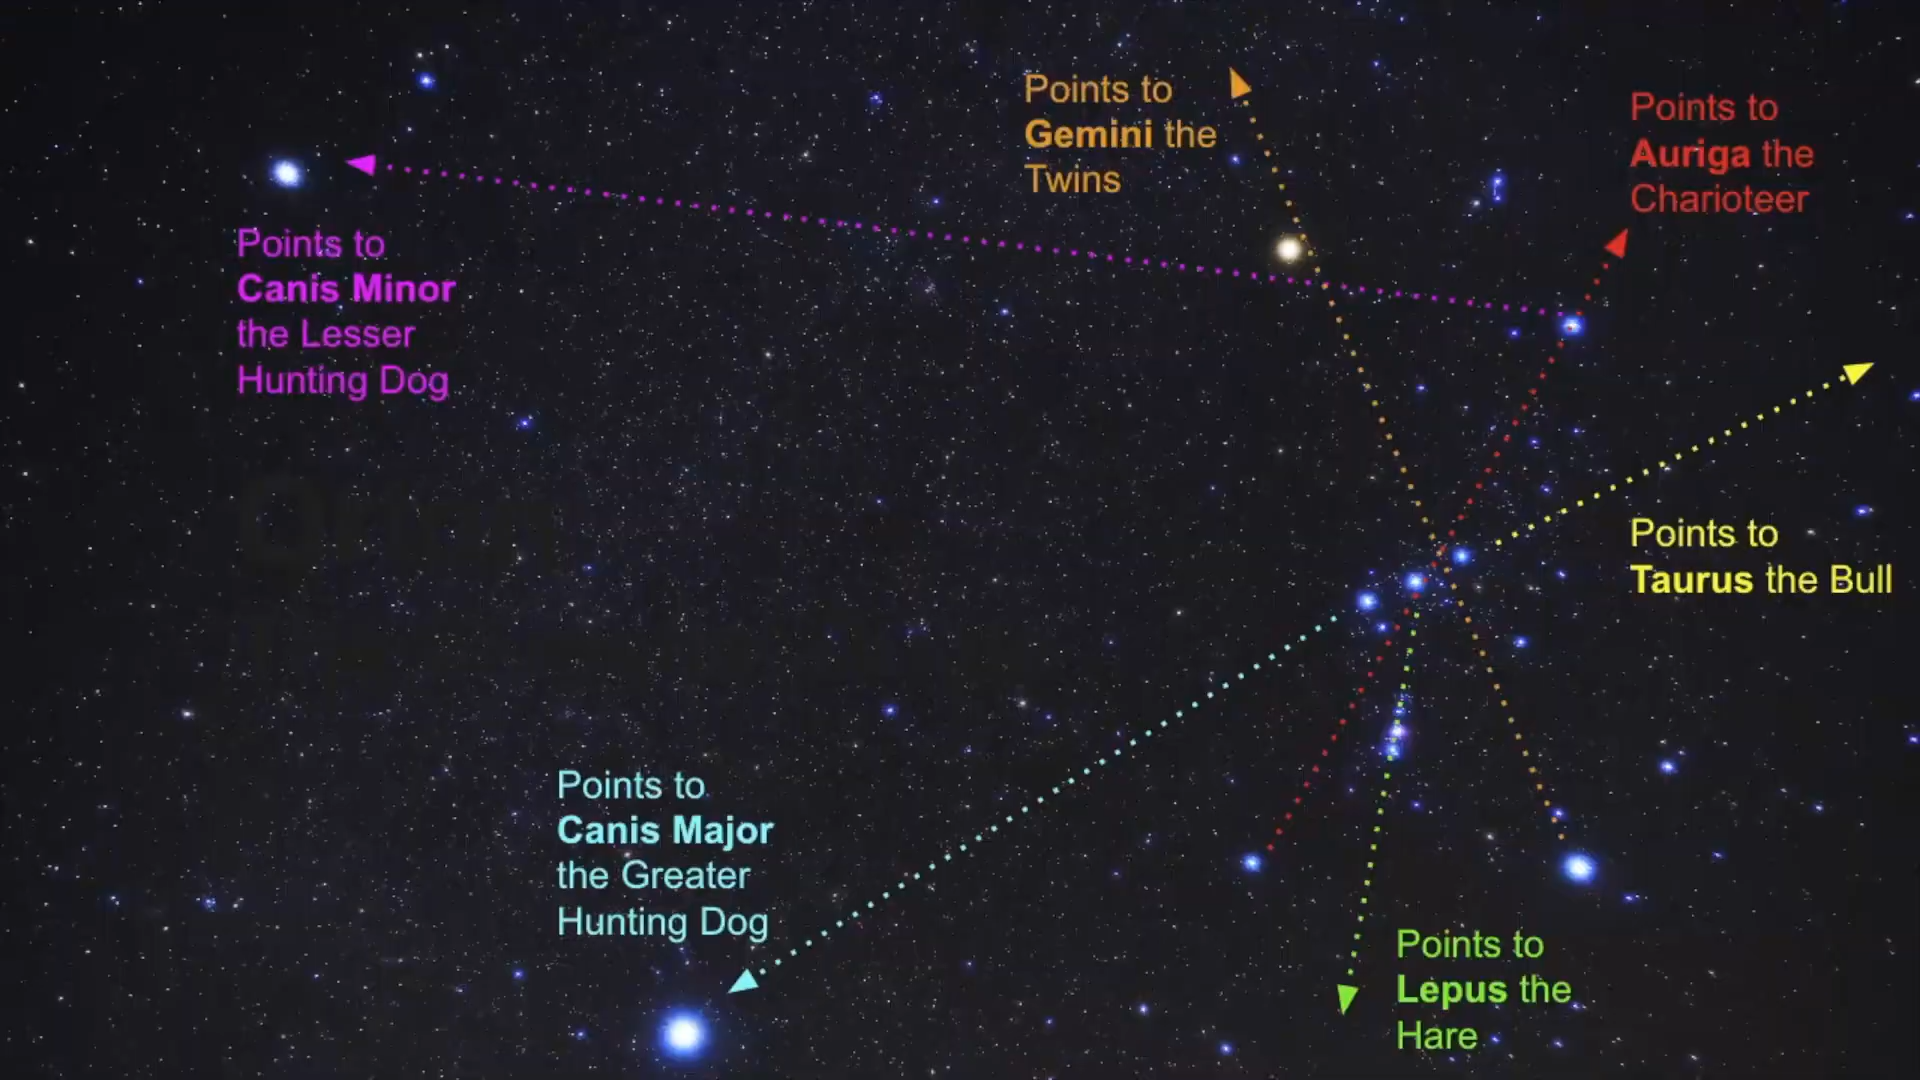 Points to
Gemini the
Twins
Points to
Auriga the
Charioteer
Points to
Canis Minor
the Lesser
Hunting Dog
Points to
Taurus the Bull
Points to
Canis Major
the Greater
Hunting Dog
Points to
Lepus the
Hare